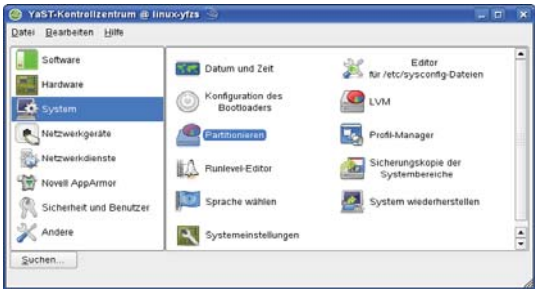 YaST-Kontrollzentrum @ linux-yfzs
Datei Bearbeiten Hilfe
Software
Hardware
System
Netzwerkgeräte
Netzwerkdienste
Novell AppArmor
Sicherheit und Benutzer
Andere
Datum und Zeit
Editor
für /etc/sysconfig-Dateien
Konfiguration des
Bootloaders
LVM
Partitionieren
Profil-Manager
Runlevel-Editor
Sicherungskopie der
Systembereiche
Sprache wählen
System wiederherstellen
Systemeinstellungen
Suchen...